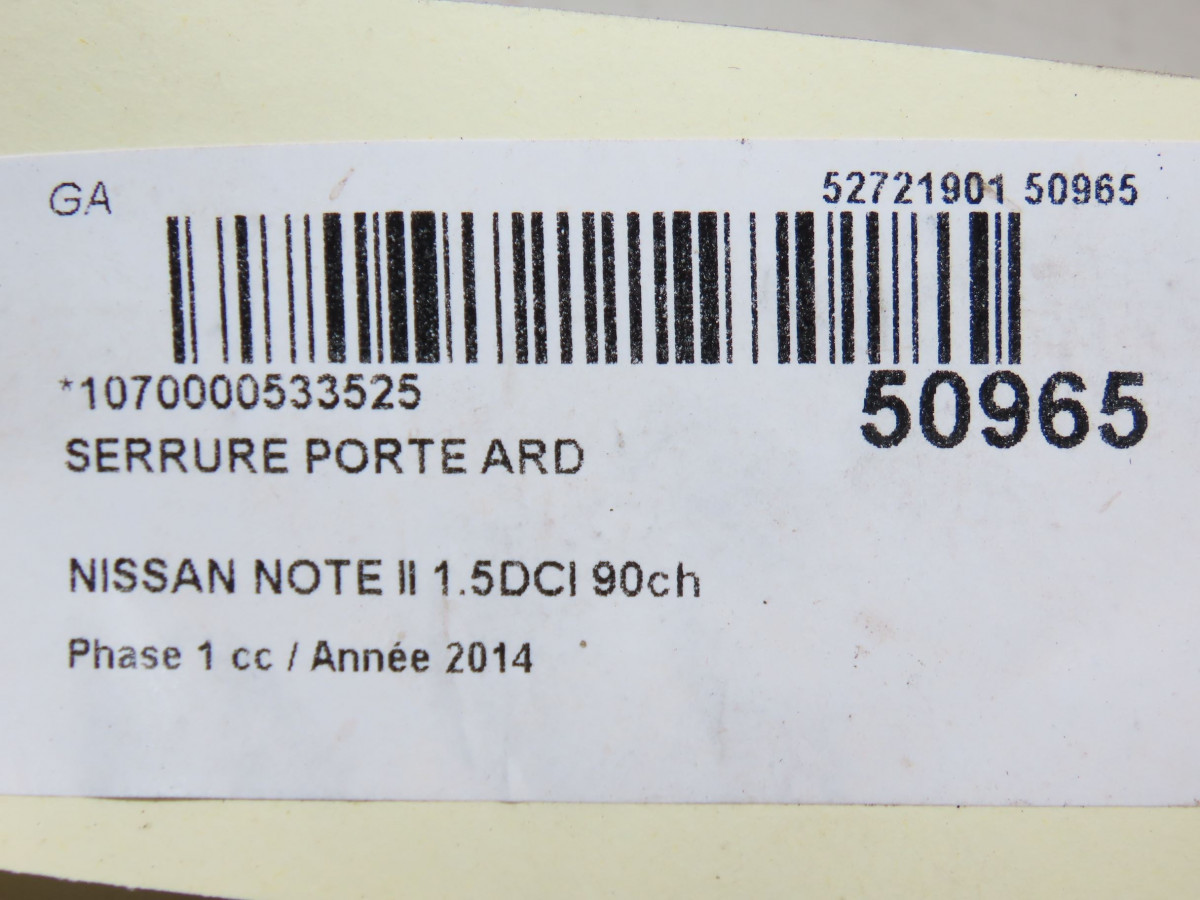 GA
52721901 50965
*1070000533525
50965
SERRURE PORTE ARD
NISSAN NOTE II 1.5DCI 90ch
Phase 1 cc / Année 2014